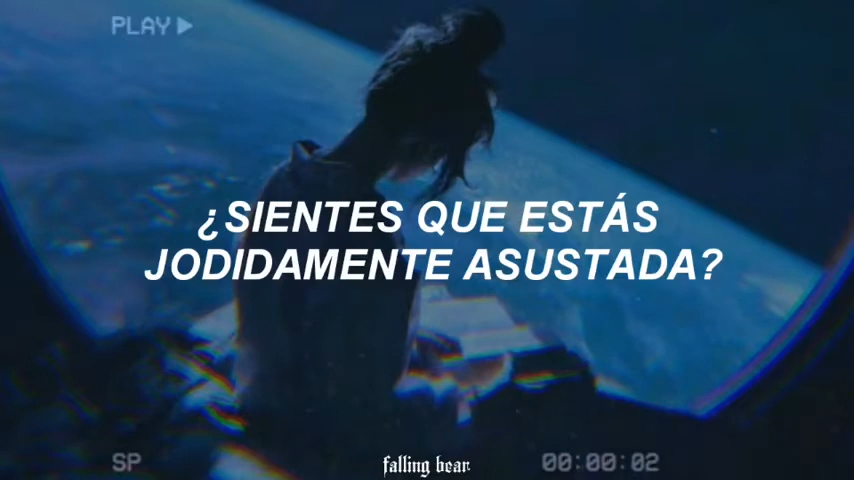 PLAY
¿SIENTES QUE ESTÁS
JODIDAMENTE ASUSTADA?
SP
falling bear
00:00:02